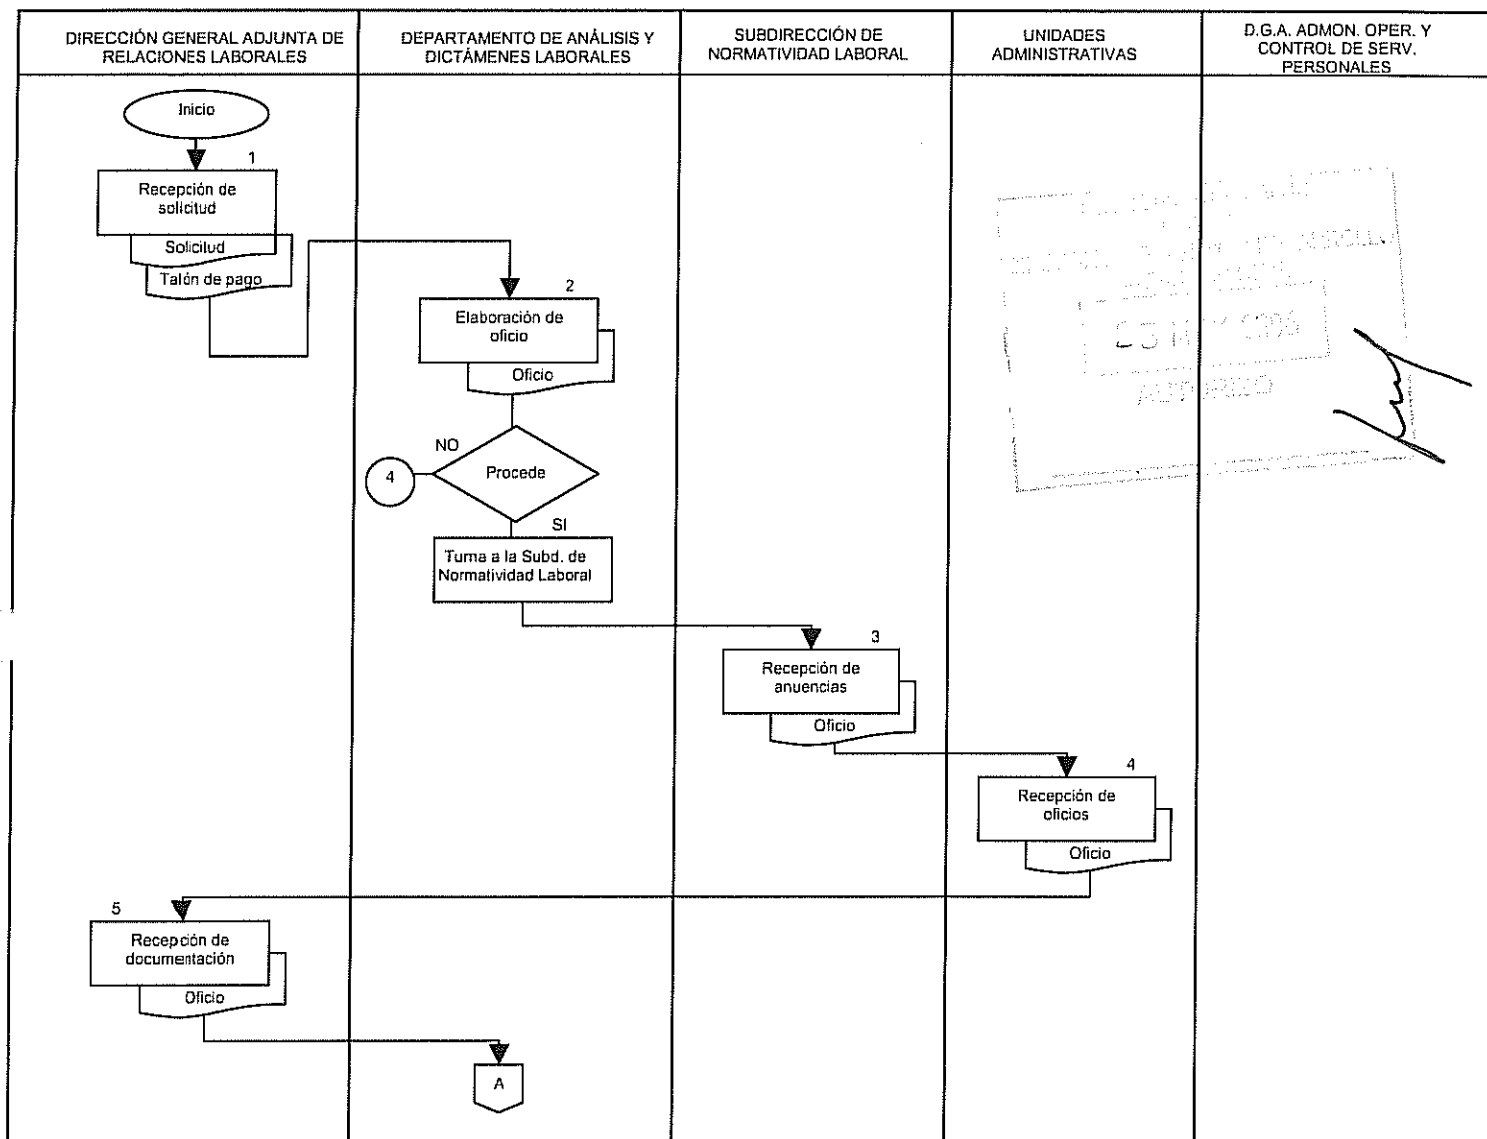 DIRECCIÓN GENERAL ADJUNTA DE
RELACIONES LABORALES
DEPARTAMENTO DE ANÁLISIS Y
DICTÁMENES LABORALES
SUBDIRECCIÓN DE
NORMATIVIDAD LABORAL
UNIDADES
ADMINISTRATIVAS
D.G.A. ADMON. OPER. Y
CONTROL DE SERV.
PERSONALES
Inicio
1
Recepción de
solicitud
Solicitud
Talón de pago
2
Elaboración de
oficio
Oficio
NO
4
Procede
SI
Turna a la Subd. de
Normatividad Laboral
3
Recepción de
anuencias
Oficio
4
Recepción de
oficios
Oficio
5
Recepción de
documentación
Oficio
A
AUTORIZO